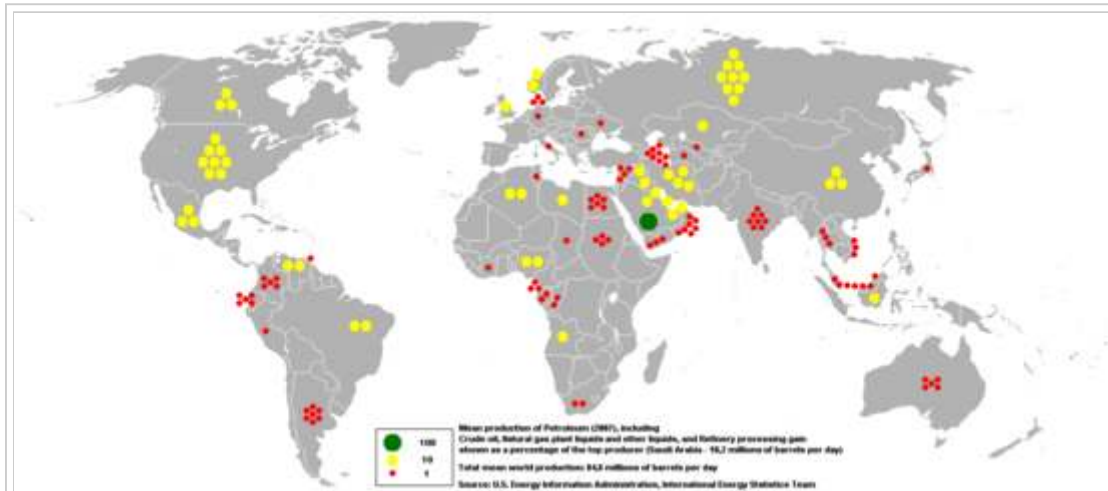 Mean production of Petroleum (2007), including
Crude oil, Natural gas plant liquids and other liquids, and Refinery processing gain
shown as a percentage of the top producer (Saudi Arabia - 10,2 millions of barrels per day)
100
10
Total mean world production: 84,6 millions of barrels per day
1
Source: U.S. Energy Information Administration, International Energy Statistics Team